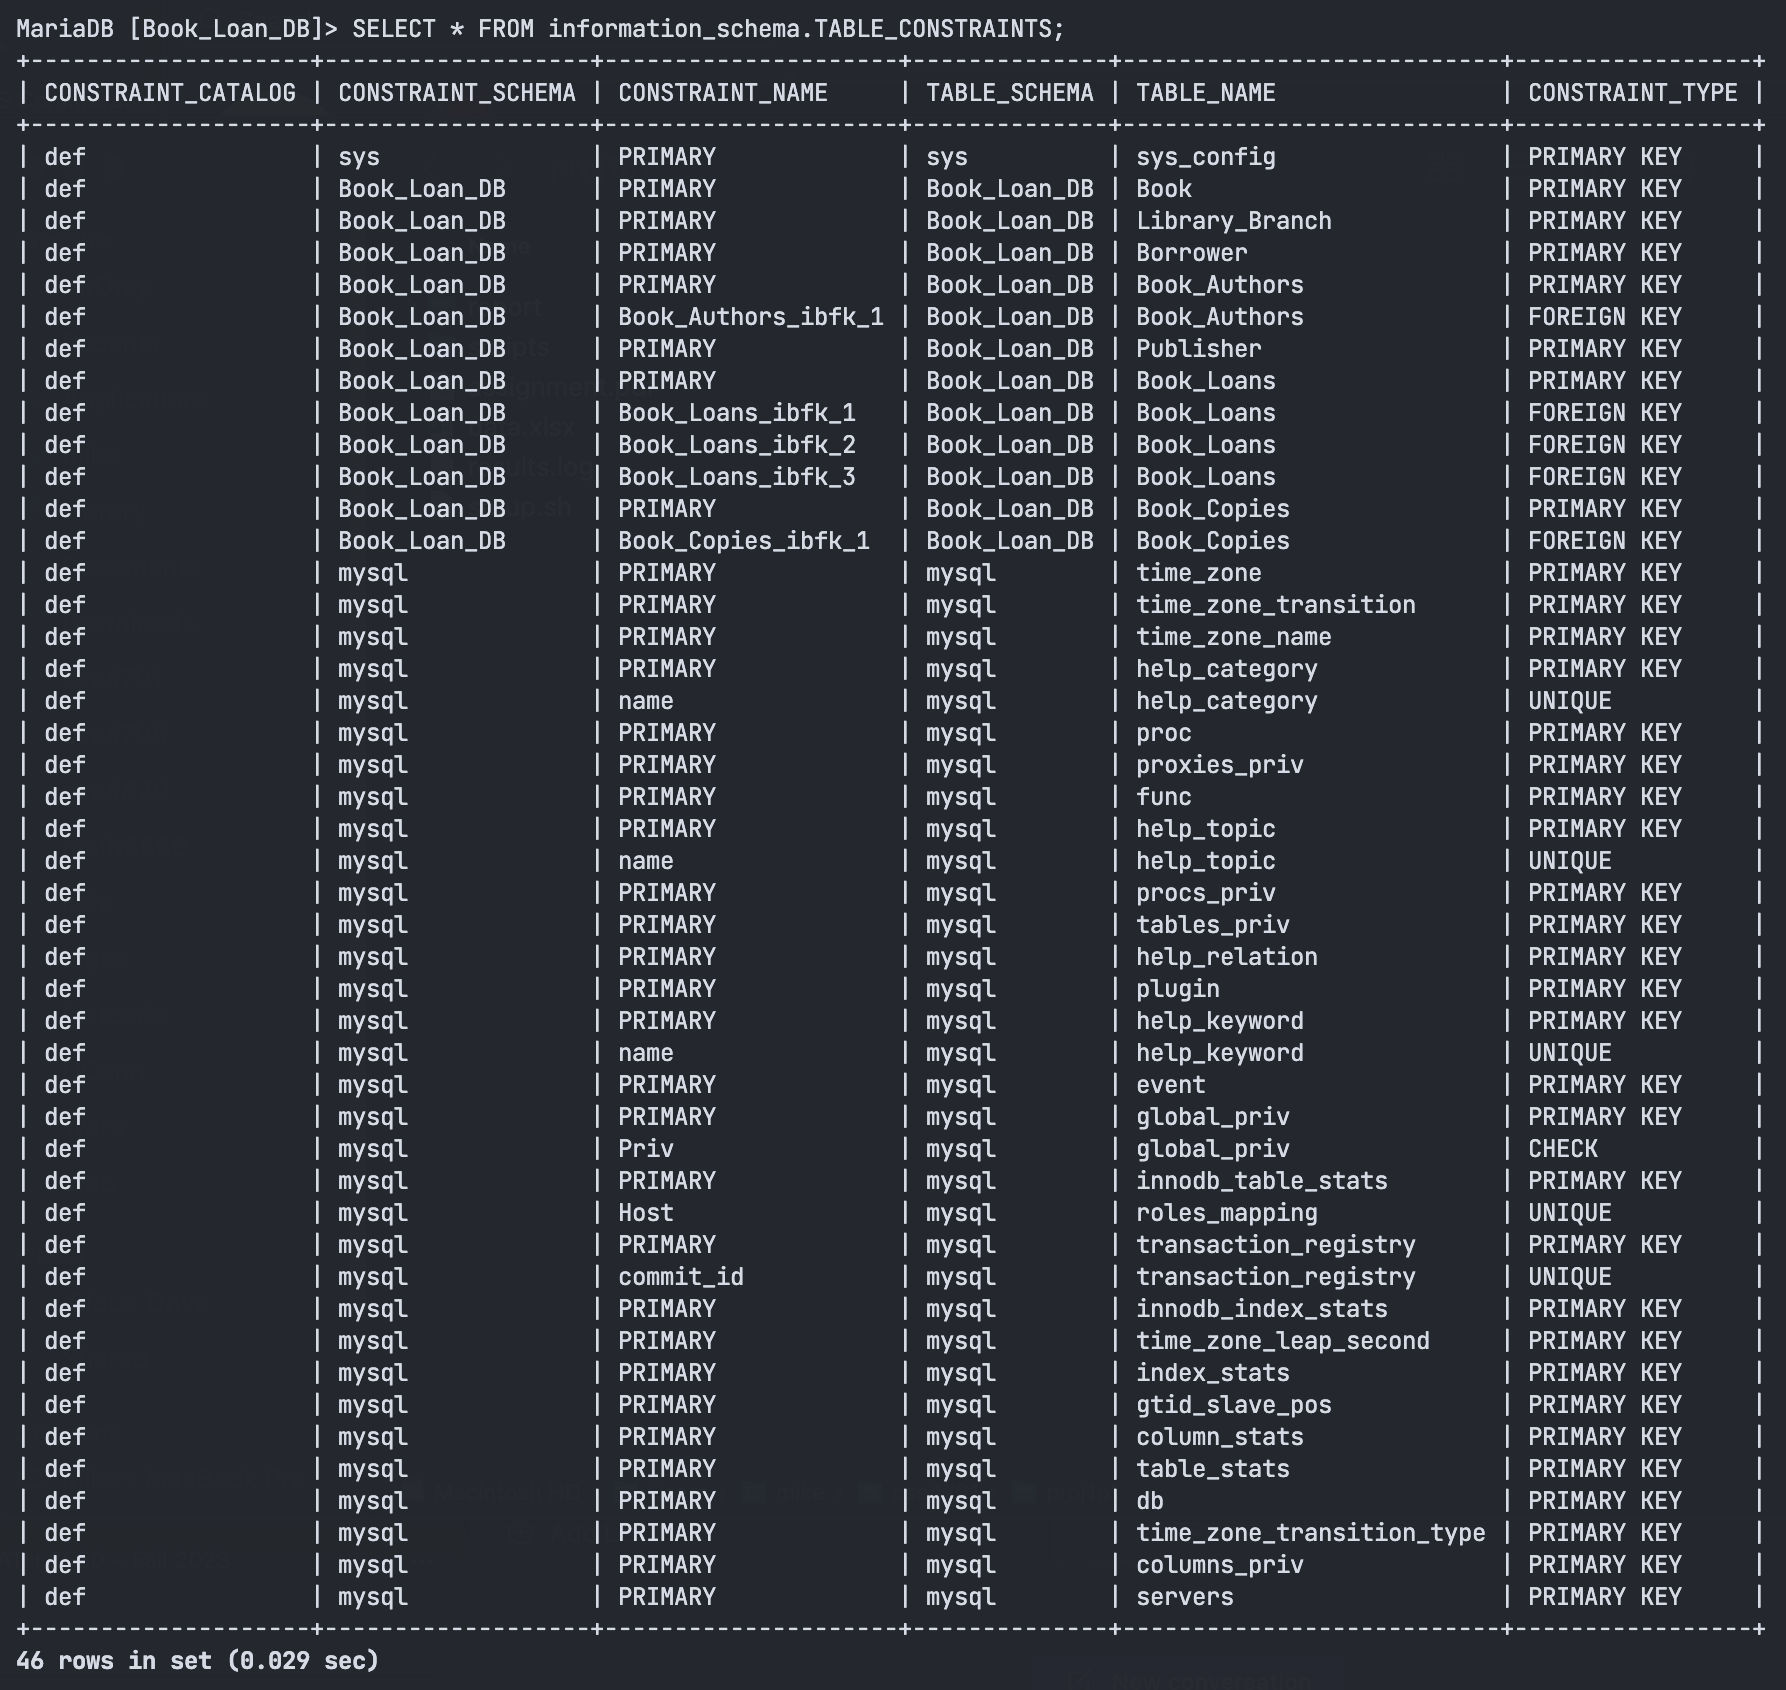 MariaDB [Book_Loan_DB]> SELECT * FROM information_schema.TABLE_CONSTRAINTS;
+--------------------+-------------------+---------------------+--------------+---------------------------+-----------------+
| CONSTRAINT_CATALOG | CONSTRAINT_SCHEMA | CONSTRAINT_NAME     | TABLE_SCHEMA | TABLE_NAME                | CONSTRAINT_TYPE |
+--------------------+-------------------+---------------------+--------------+---------------------------+-----------------+
| def                | sys               | PRIMARY             | sys          | sys_config                | PRIMARY KEY     |
| def                | Book_Loan_DB      | PRIMARY             | Book_Loan_DB | Book                      | PRIMARY KEY     |
| def                | Book_Loan_DB      | PRIMARY             | Book_Loan_DB | Library_Branch            | PRIMARY KEY     |
| def                | Book_Loan_DB      | PRIMARY             | Book_Loan_DB | Borrower                  | PRIMARY KEY     |
| def                | Book_Loan_DB      | PRIMARY             | Book_Loan_DB | Book_Authors              | PRIMARY KEY     |
| def                | Book_Loan_DB      | Book_Authors_ibfk_1 | Book_Loan_DB | Book_Authors              | FOREIGN KEY     |
| def                | Book_Loan_DB      | PRIMARY             | Book_Loan_DB | Publisher                 | PRIMARY KEY     |
| def                | Book_Loan_DB      | PRIMARY             | Book_Loan_DB | Book_Loans                | PRIMARY KEY     |
| def                | Book_Loan_DB      | Book_Loans_ibfk_1   | Book_Loan_DB | Book_Loans                | FOREIGN KEY     |
| def                | Book_Loan_DB      | Book_Loans_ibfk_2   | Book_Loan_DB | Book_Loans                | FOREIGN KEY     |
| def                | Book_Loan_DB      | Book_Loans_ibfk_3   | Book_Loan_DB | Book_Loans                | FOREIGN KEY     |
| def                | Book_Loan_DB      | PRIMARY             | Book_Loan_DB | Book_Copies               | PRIMARY KEY     |
| def                | Book_Loan_DB      | Book_Copies_ibfk_1  | Book_Loan_DB | Book_Copies               | FOREIGN KEY     |
| def                | mysql             | PRIMARY             | mysql        | time_zone                 | PRIMARY KEY     |
| def                | mysql             | PRIMARY             | mysql        | time_zone_transition      | PRIMARY KEY     |
| def                | mysql             | PRIMARY             | mysql        | time_zone_name            | PRIMARY KEY     |
| def                | mysql             | PRIMARY             | mysql        | help_category             | PRIMARY KEY     |
| def                | mysql             | name                | mysql        | help_category             | UNIQUE          |
| def                | mysql             | PRIMARY             | mysql        | proc                      | PRIMARY KEY     |
| def                | mysql             | PRIMARY             | mysql        | proxies_priv              | PRIMARY KEY     |
| def                | mysql             | PRIMARY             | mysql        | func                      | PRIMARY KEY     |
| def                | mysql             | PRIMARY             | mysql        | help_topic                | PRIMARY KEY     |
| def                | mysql             | name                | mysql        | help_topic                | UNIQUE          |
| def                | mysql             | PRIMARY             | mysql        | procs_priv                | PRIMARY KEY     |
| def                | mysql             | PRIMARY             | mysql        | tables_priv               | PRIMARY KEY     |
| def                | mysql             | PRIMARY             | mysql        | help_relation             | PRIMARY KEY     |
| def                | mysql             | PRIMARY             | mysql        | plugin                    | PRIMARY KEY     |
| def                | mysql             | PRIMARY             | mysql        | help_keyword              | PRIMARY KEY     |
| def                | mysql             | name                | mysql        | help_keyword              | UNIQUE          |
| def                | mysql             | PRIMARY             | mysql        | event                     | PRIMARY KEY     |
| def                | mysql             | PRIMARY             | mysql        | global_priv               | PRIMARY KEY     |
| def                | mysql             | Priv                | mysql        | global_priv               | CHECK           |
| def                | mysql             | PRIMARY             | mysql        | innodb_table_stats        | PRIMARY KEY     |
| def                | mysql             | Host                | mysql        | roles_mapping             | UNIQUE          |
| def                | mysql             | PRIMARY             | mysql        | transaction_registry      | PRIMARY KEY     |
| def                | mysql             | commit_id           | mysql        | transaction_registry      | UNIQUE          |
| def                | mysql             | PRIMARY             | mysql        | innodb_index_stats        | PRIMARY KEY     |
| def                | mysql             | PRIMARY             | mysql        | time_zone_leap_second     | PRIMARY KEY     |
| def                | mysql             | PRIMARY             | mysql        | index_stats               | PRIMARY KEY     |
| def                | mysql             | PRIMARY             | mysql        | gtid_slave_pos            | PRIMARY KEY     |
| def                | mysql             | PRIMARY             | mysql        | column_stats              | PRIMARY KEY     |
| def                | mysql             | PRIMARY             | mysql        | table_stats               | PRIMARY KEY     |
| def                | mysql             | PRIMARY             | mysql        | db                        | PRIMARY KEY     |
| def                | mysql             | PRIMARY             | mysql        | time_zone_transition_type | PRIMARY KEY     |
| def                | mysql             | PRIMARY             | mysql        | columns_priv              | PRIMARY KEY     |
| def                | mysql             | PRIMARY             | mysql        | servers                   | PRIMARY KEY     |
+--------------------+-------------------+---------------------+--------------+---------------------------+-----------------+
46 rows in set (0.029 sec)